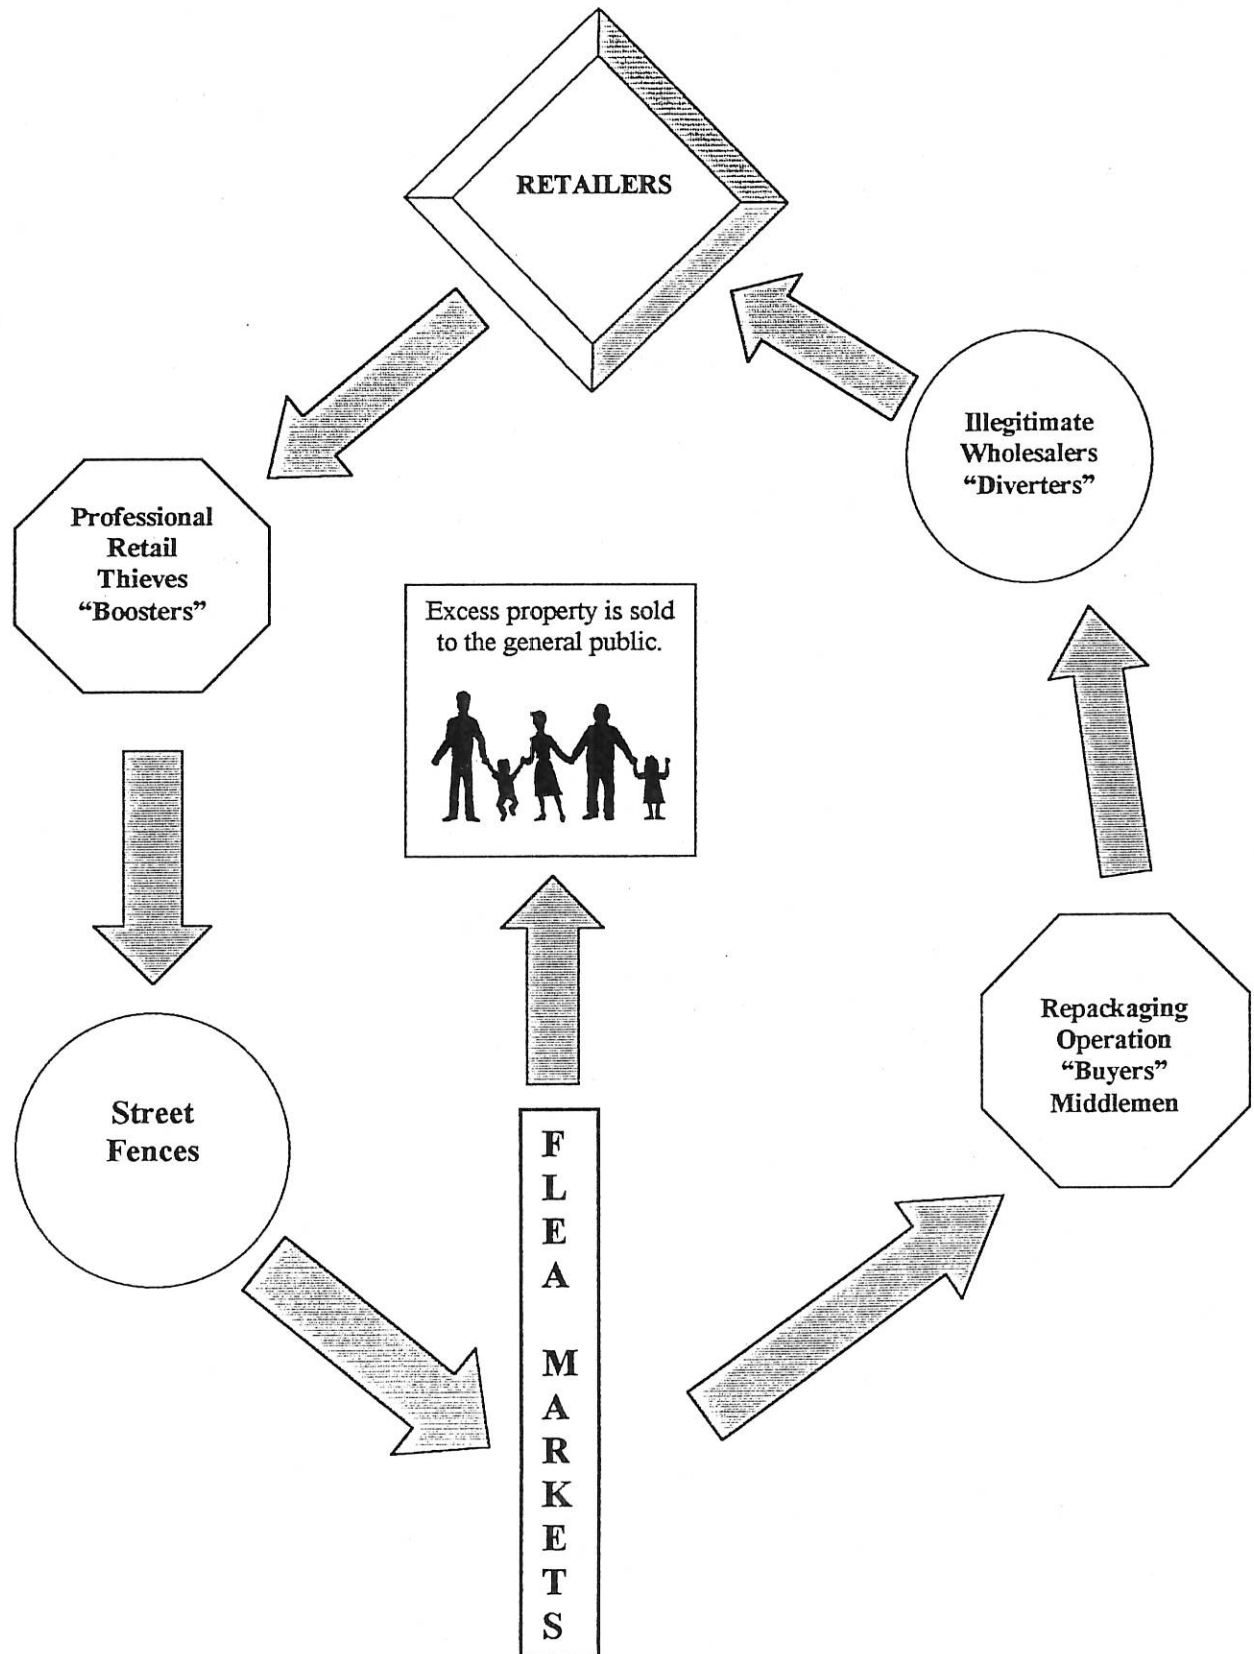 RETAILERS
Illegitimate
Wholesalers
“Diverters”
Professional
Retail
Thieves
“Boosters”
Excess property is sold
to the general public.
Repackaging
Operation
“Buyers”
Middlemen
Street
Fences
F
L
E
A
M
A
R
K
E
T
S